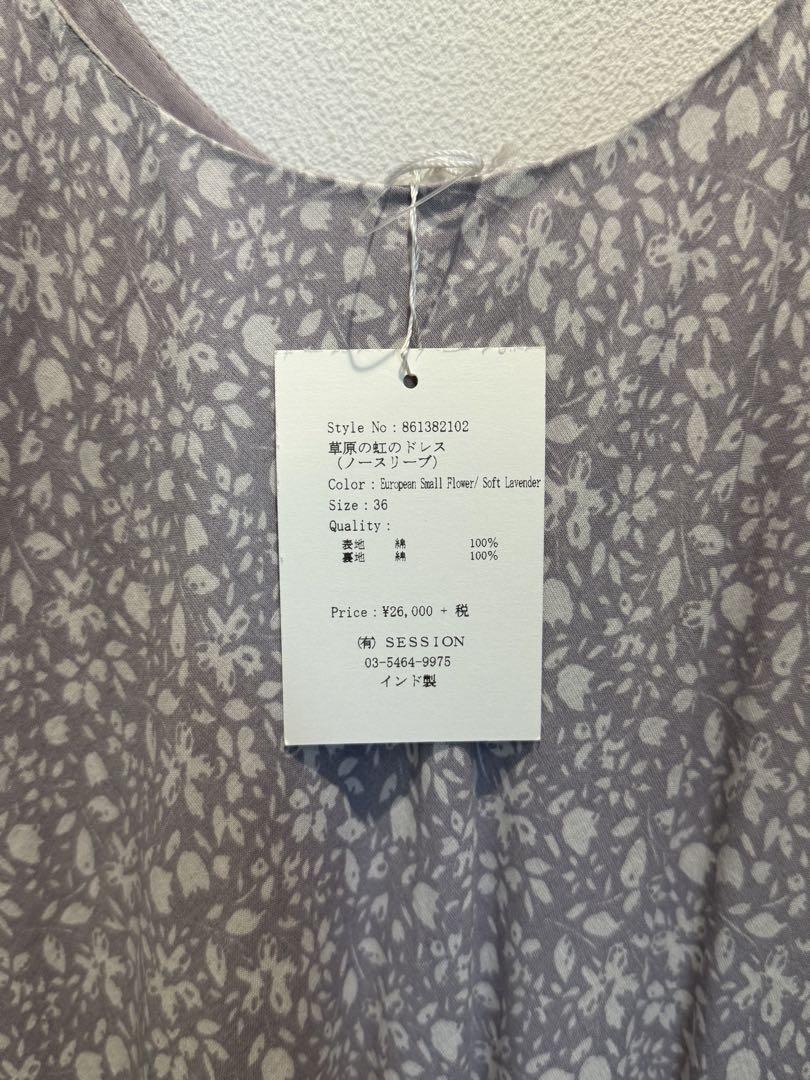 Style No : 861382102
草原の虹のドレス
（ノースリーブ）
Color : European Small Flower/ Soft Lavender
Size : 36
Quality :
表地 綿 100%
裏地 綿 100%
Price : ¥26,000 + 税
㈲ SESSION
03-5464-9975
インド製